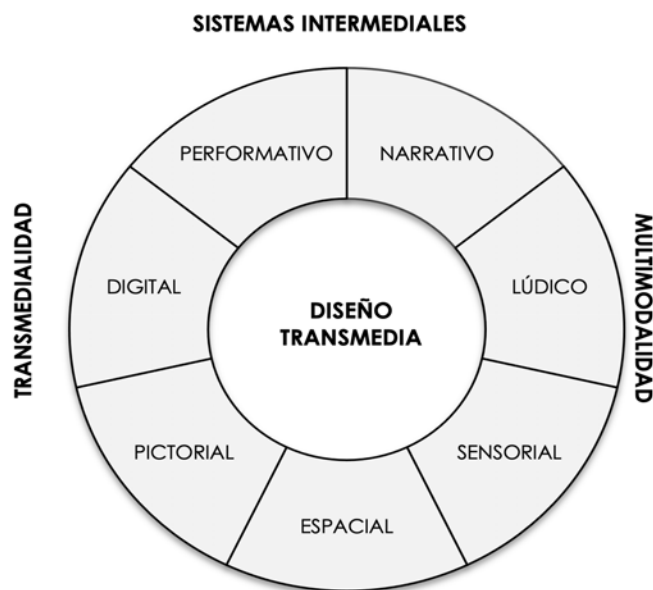 SISTEMAS INTERMEDIALES
PERFORMATIVO
NARRATIVO
TRANSMEDIALIDAD
DIGITAL
DISEÑO
TRANSMEDIA
LÚDICO
MULTIMODALIDAD
PICTORIAL
SENSORIAL
ESPACIAL